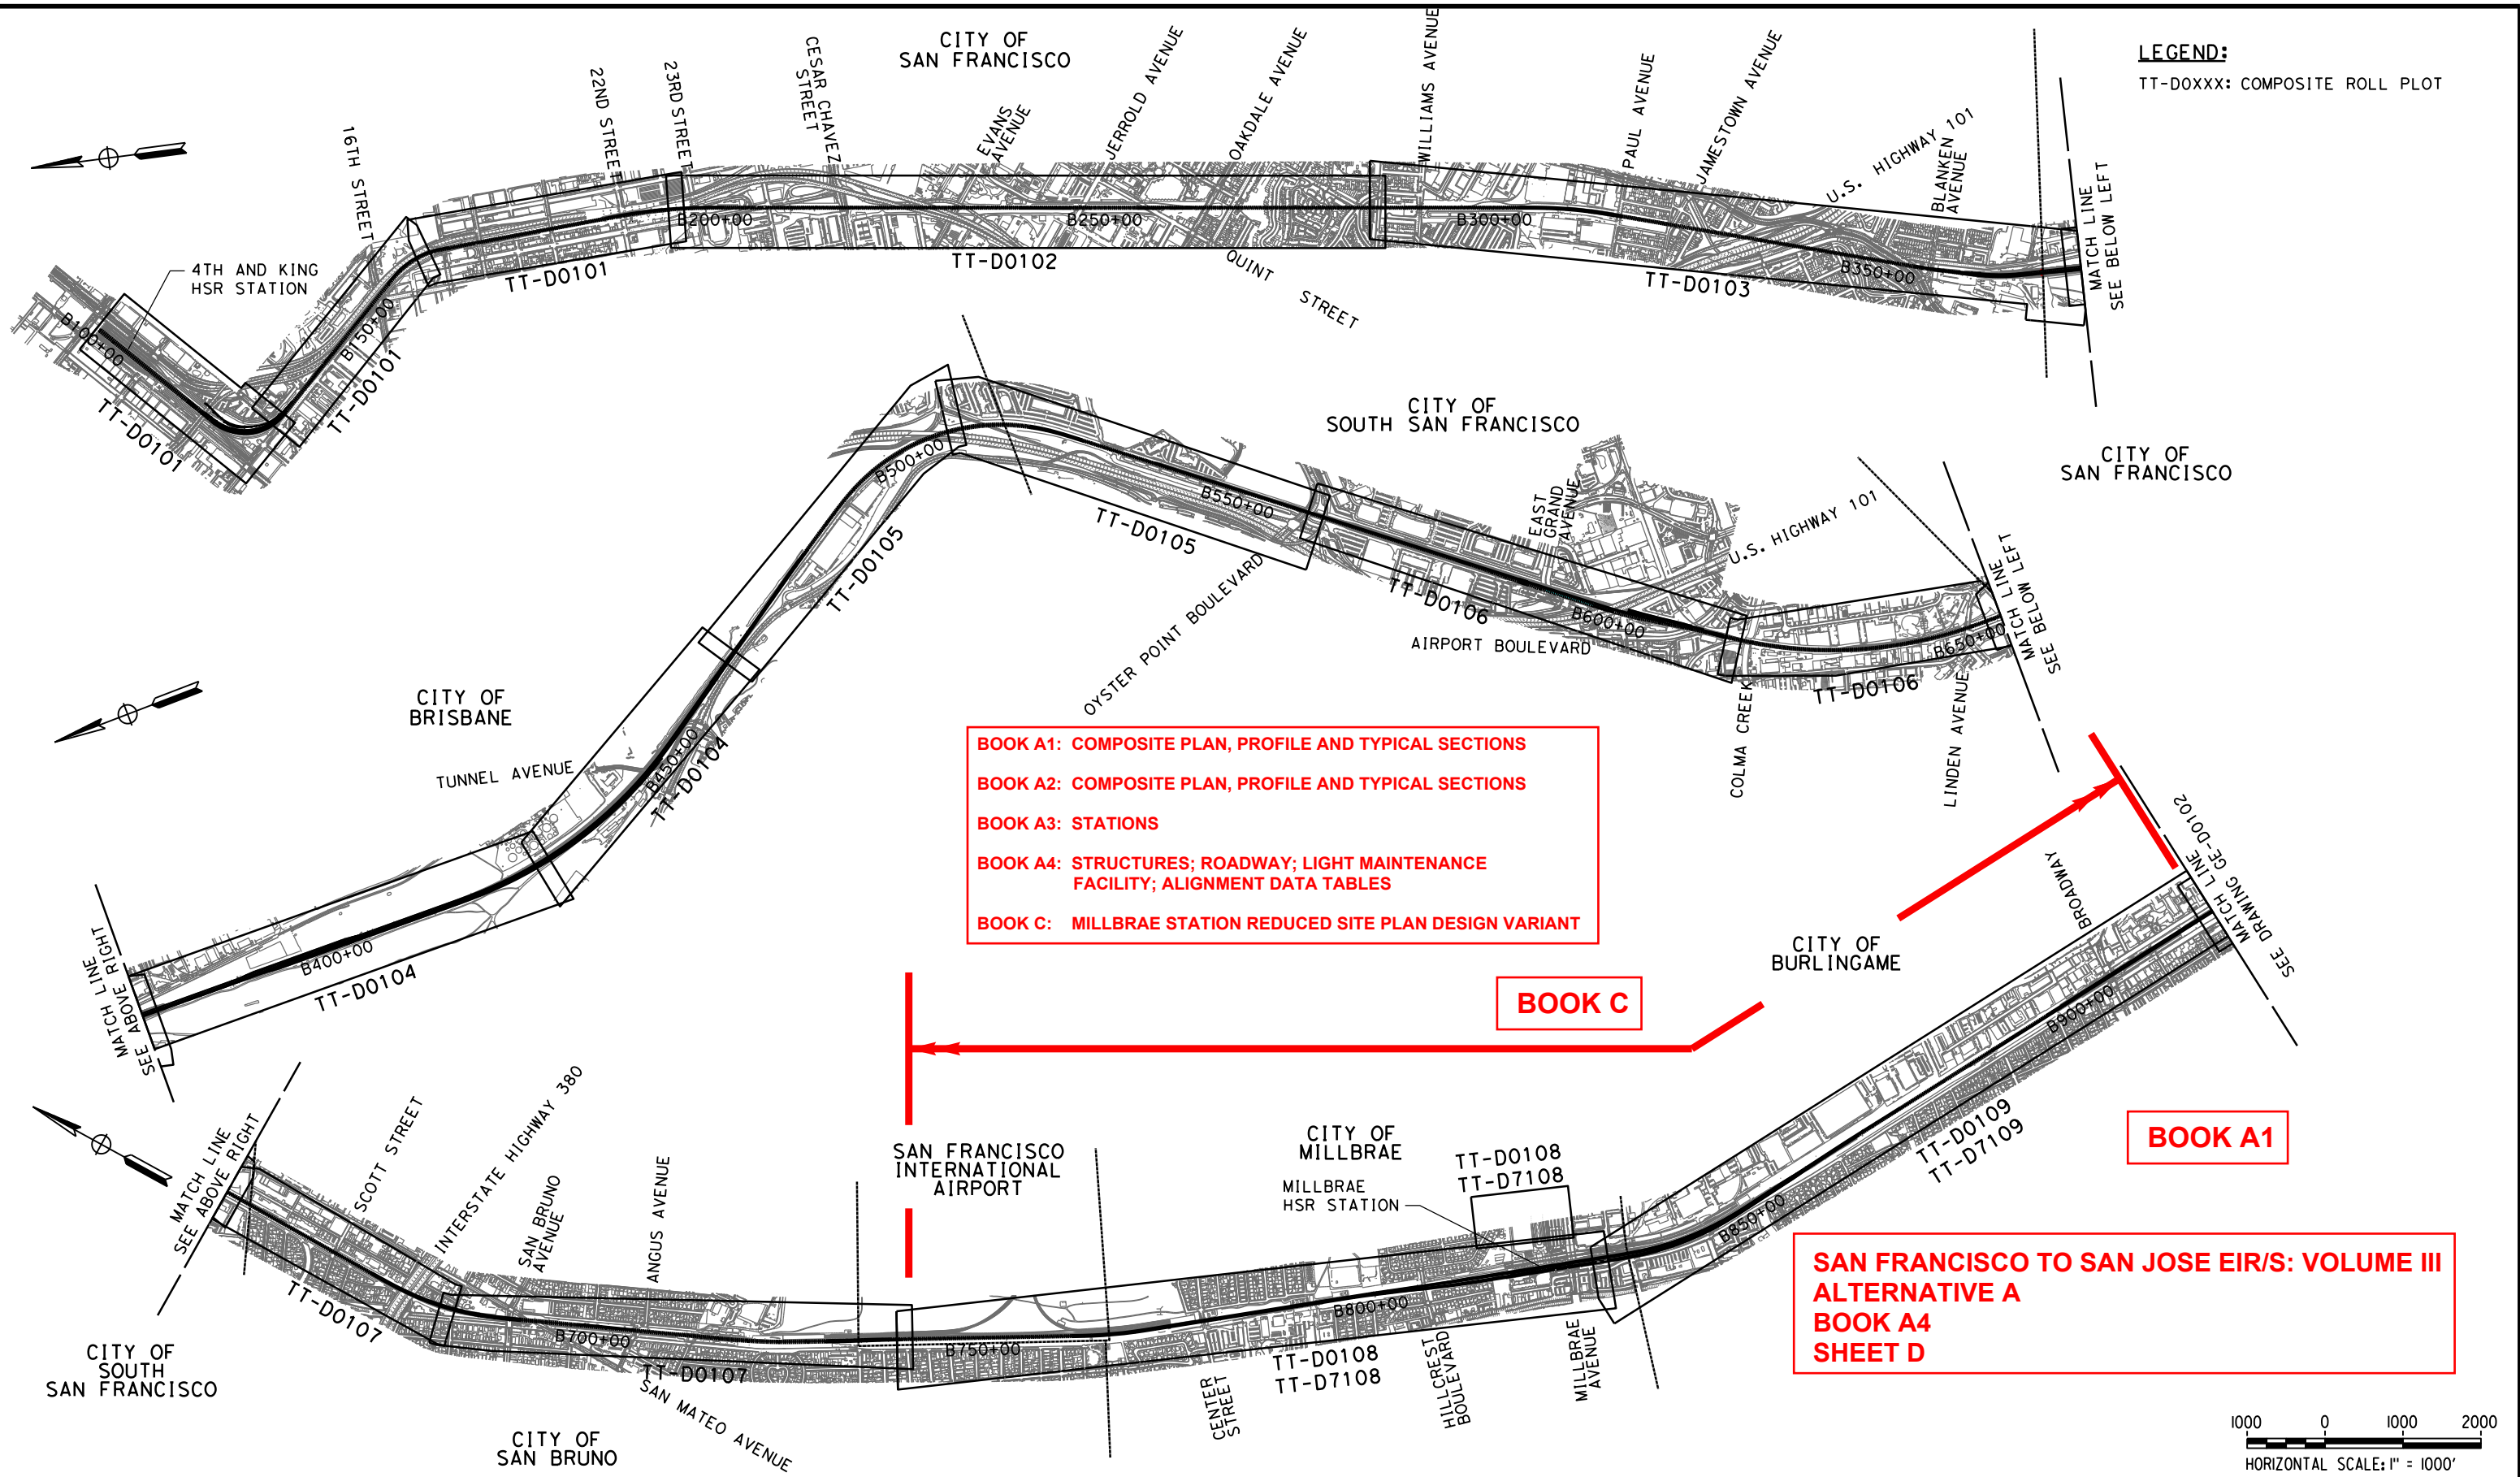 CITY OF
SAN FRANCISCO
LEGEND:
TT-D0XXX: COMPOSITE ROLL PLOT
16TH STREET
22ND STREET
23RD STREET
CESAR CHAVEZ
STREET
EVANS
AVENUE
JERROLD AVENUE
OAKDALE AVENUE
WILLIAMS AVENUE
PAUL AVENUE
JAMESTOWN AVENUE
U.S. HIGHWAY 101
BLANKEN
AVENUE
MATCH LINE
SEE BELOW LEFT
4TH AND KING
HSR STATION
B100+00
B150+00
B200+00
B250+00
B300+00
B350+00
TT-D0101
TT-D0101
TT-D0101
TT-D0102
QUINT STREET
TT-D0103
CITY OF
SOUTH SAN FRANCISCO
CITY OF
SAN FRANCISCO
B500+00
B550+00
EAST
GRAND
AVENUE
U.S. HIGHWAY 101
TT-D0105
TT-D0105
OYSTER POINT BOULEVARD
TT-D0106
B600+00
AIRPORT BOULEVARD
B650+00
TT-D0106
MATCH LINE
SEE BELOW LEFT
COLMA CREEK
LINDEN AVENUE
CITY OF
BRISBANE
TUNNEL AVENUE
B450+00
TT-D0104
B400+00
TT-D0104
MATCH LINE
SEE ABOVE RIGHT
BOOK A1: COMPOSITE PLAN, PROFILE AND TYPICAL SECTIONS
BOOK A2: COMPOSITE PLAN, PROFILE AND TYPICAL SECTIONS
BOOK A3: STATIONS
BOOK A4: STRUCTURES; ROADWAY; LIGHT MAINTENANCE
FACILITY; ALIGNMENT DATA TABLES
BOOK C: MILLBRAE STATION REDUCED SITE PLAN DESIGN VARIANT
BOOK C
CITY OF
BURLINGAME
BROADWAY
MATCH LINE
SEE DRAWING GE-D0102
B900+00
BOOK A1
MATCH LINE
SEE ABOVE RIGHT
SCOTT STREET
INTERSTATE HIGHWAY 380
SAN BRUNO
AVENUE
ANGUS AVENUE
SAN FRANCISCO
INTERNATIONAL
AIRPORT
CITY OF
MILLBRAE
MILLBRAE
HSR STATION
TT-D0108
TT-D7108
B850+00
TT-D0109
TT-D7109
TT-D0107
B700+00
TT-D0107
B750+00
B800+00
TT-D0108
TT-D7108
CENTER
STREET
HILLCREST
BOULEVARD
MILLBRAE
AVENUE
CITY OF
SOUTH
SAN FRANCISCO
SAN MATEO AVENUE
CITY OF
SAN BRUNO
SAN FRANCISCO TO SAN JOSE EIR/S: VOLUME III
ALTERNATIVE A
BOOK A4
SHEET D
1000 0 1000 2000
HORIZONTAL SCALE: 1" = 1000'